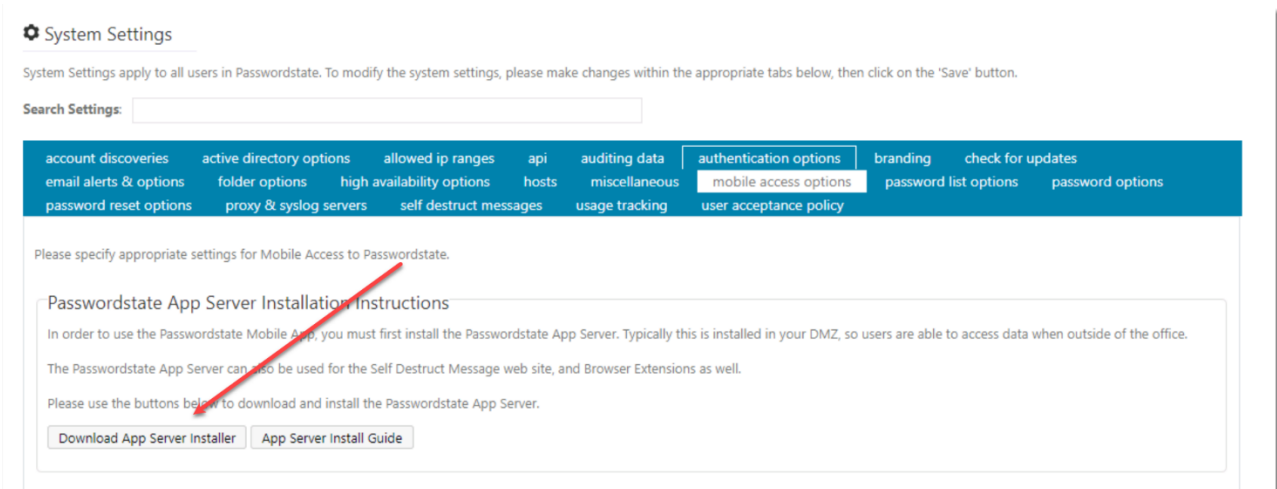 System Settings
System Settings apply to all users in Passwordstate. To modify the system settings, please make changes within the appropriate tabs below, then click on the 'Save' button.
Search Settings:
account discoveries active directory options allowed ip ranges api auditing data authentication options branding check for updates
email alerts & options folder options high availability options hosts miscellaneous mobile access options password list options password options
password reset options proxy & syslog servers self destruct messages usage tracking user acceptance policy
Please specify appropriate settings for Mobile Access to Passwordstate.
Passwordstate App Server Installation Instructions
In order to use the Passwordstate Mobile App, you must first install the Passwordstate App Server. Typically this is installed in your DMZ, so users are able to access data when outside of the office.
The Passwordstate App Server can also be used for the Self Destruct Message web site, and Browser Extensions as well.
Please use the buttons below to download and install the Passwordstate App Server.
Download App Server Installer App Server Install Guide